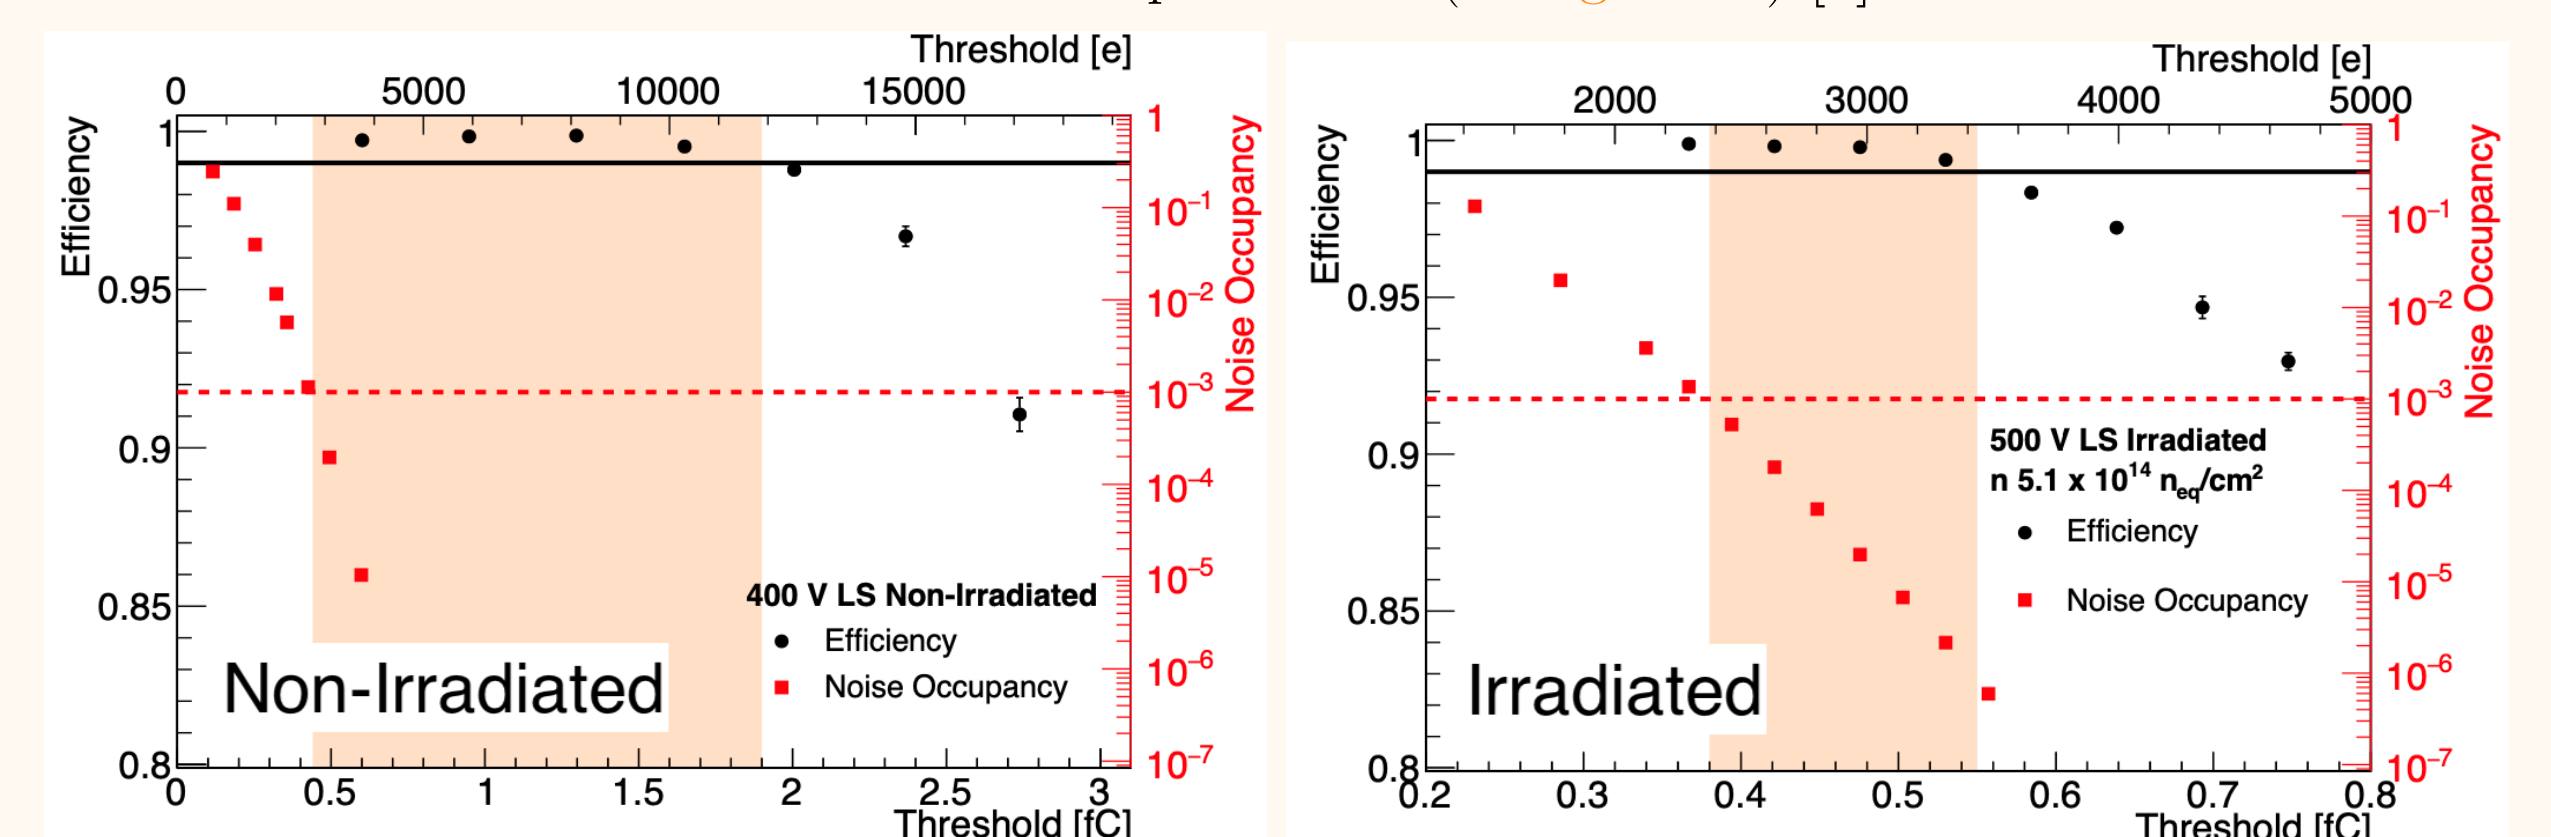 Threshold [e]
0 5000 10000 15000
Efficiency
1
0.95
0.9
0.85
0.8
1
10⁻¹
10⁻²
10⁻³
10⁻⁴
10⁻⁵
10⁻⁶
10⁻⁷
Noise Occupancy
400 V LS Non-Irradiated
Efficiency
Noise Occupancy
Non-Irradiated
0 0.5 1 1.5 2 2.5 3
Threshold [fC]
Threshold [e]
2000 3000 4000 5000
Efficiency
1
0.95
0.9
0.85
0.8
1
10⁻¹
10⁻²
10⁻³
10⁻⁴
10⁻⁵
10⁻⁶
10⁻⁷
Noise Occupancy
500 V LS Irradiated
n 5.1 x 10¹⁴ nₑq/cm²
Efficiency
Noise Occupancy
Irradiated
0.2 0.3 0.4 0.5 0.6 0.7 0.8
Threshold [fC]